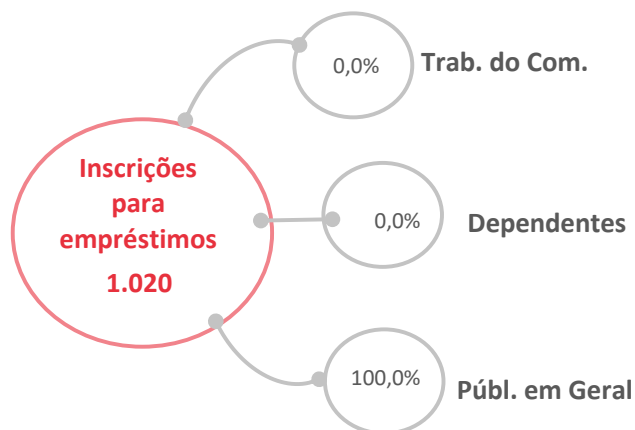 0,0%
Trab. do Com.
Inscrições
para
empréstimos
1.020
0,0%
Dependentes
100,0%
Públ. em Geral